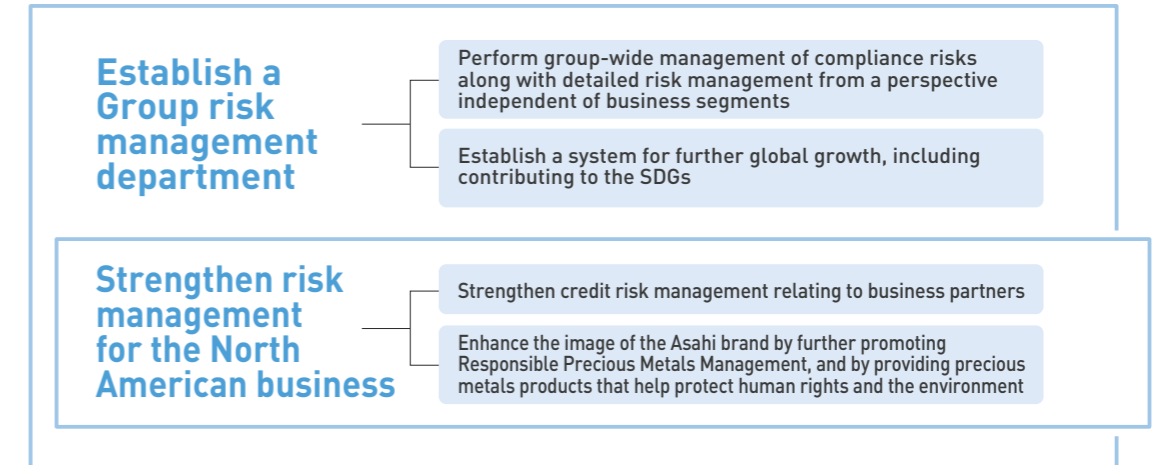 Establish a
Group risk
management
department
Perform group-wide management of compliance risks
along with detailed risk management from a perspective
independent of business segments
Establish a system for further global growth, including
contributing to the SDGs
Strengthen risk
management
for the North
American business
Strengthen credit risk management relating to business partners
Enhance the image of the Asahi brand by further promoting
Responsible Precious Metals Management, and by providing precious
metals products that help protect human rights and the environment